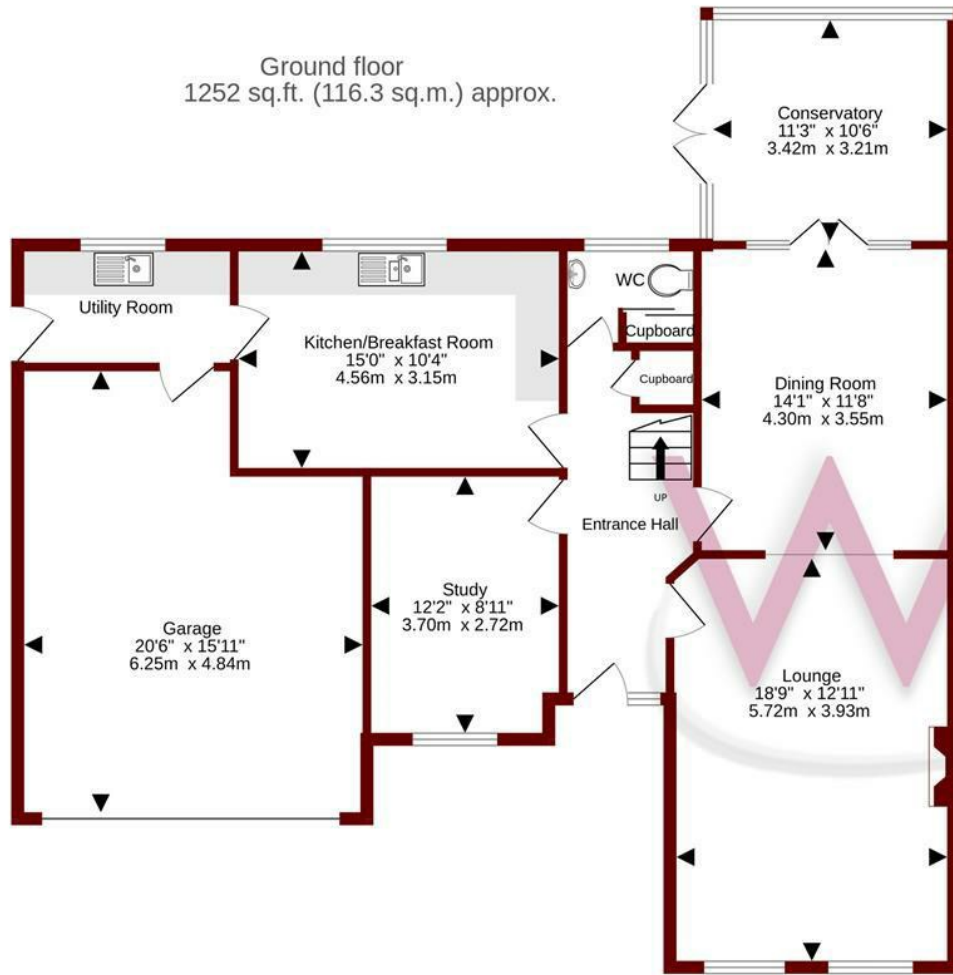 Ground floor
1252 sq.ft. (116.3 sq.m.) approx.
Conservatory
11'3" x 10'6"
3.42m x 3.21m
Utility Room
Kitchen/Breakfast Room
15'0" x 10'4"
4.56m x 3.15m
WC
Cupboard
Cupboard
Dining Room
14'1" x 11'8"
4.30m x 3.55m
UP
Entrance Hall
Study
12'2" x 8'11"
3.70m x 2.72m
Garage
20'6" x 15'11"
6.25m x 4.84m
Lounge
18'9" x 12'11"
5.72m x 3.93m
W